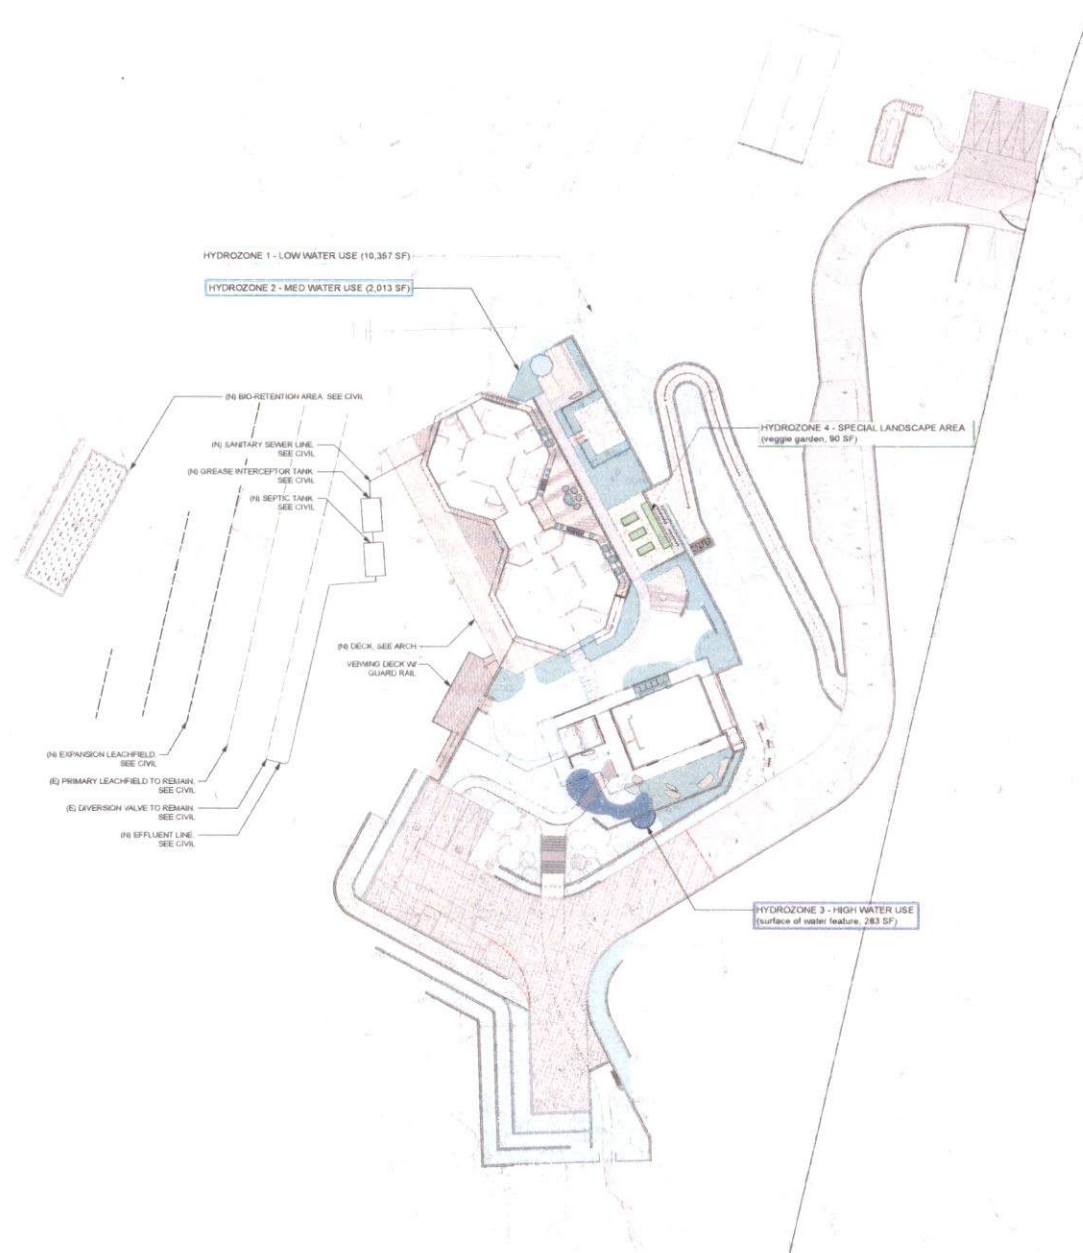 HYDROZONE 1 - LOW WATER USE (10,357 SF)
HYDROZONE 2 - MED WATER USE (2,013 SF)
(N) BIO-RETENTION AREA. SEE CIVIL
(N) SANITARY SEWER LINE.
SEE CIVIL
(N) GREASE INTERCEPTOR TANK
SEE CIVIL
(N) SEPTIC TANK
SEE CIVIL
HYDROZONE 4 - SPECIAL LANDSCAPE AREA
(veggie garden, 90 SF)
(N) DECK, SEE ARCH
VEIWING DECK W/
GUARD RAIL
(N) EXPANSION LEACHFIELD.
SEE CIVIL
(E) PRIMARY LEACHFIELD TO REMAIN.
SEE CIVIL
(E) DIVERSION VALVE TO REMAIN.
SEE CIVIL
(N) EFFLUENT LINE.
SEE CIVIL
HYDROZONE 3 - HIGH WATER USE
(surface of water feature, 283 SF)